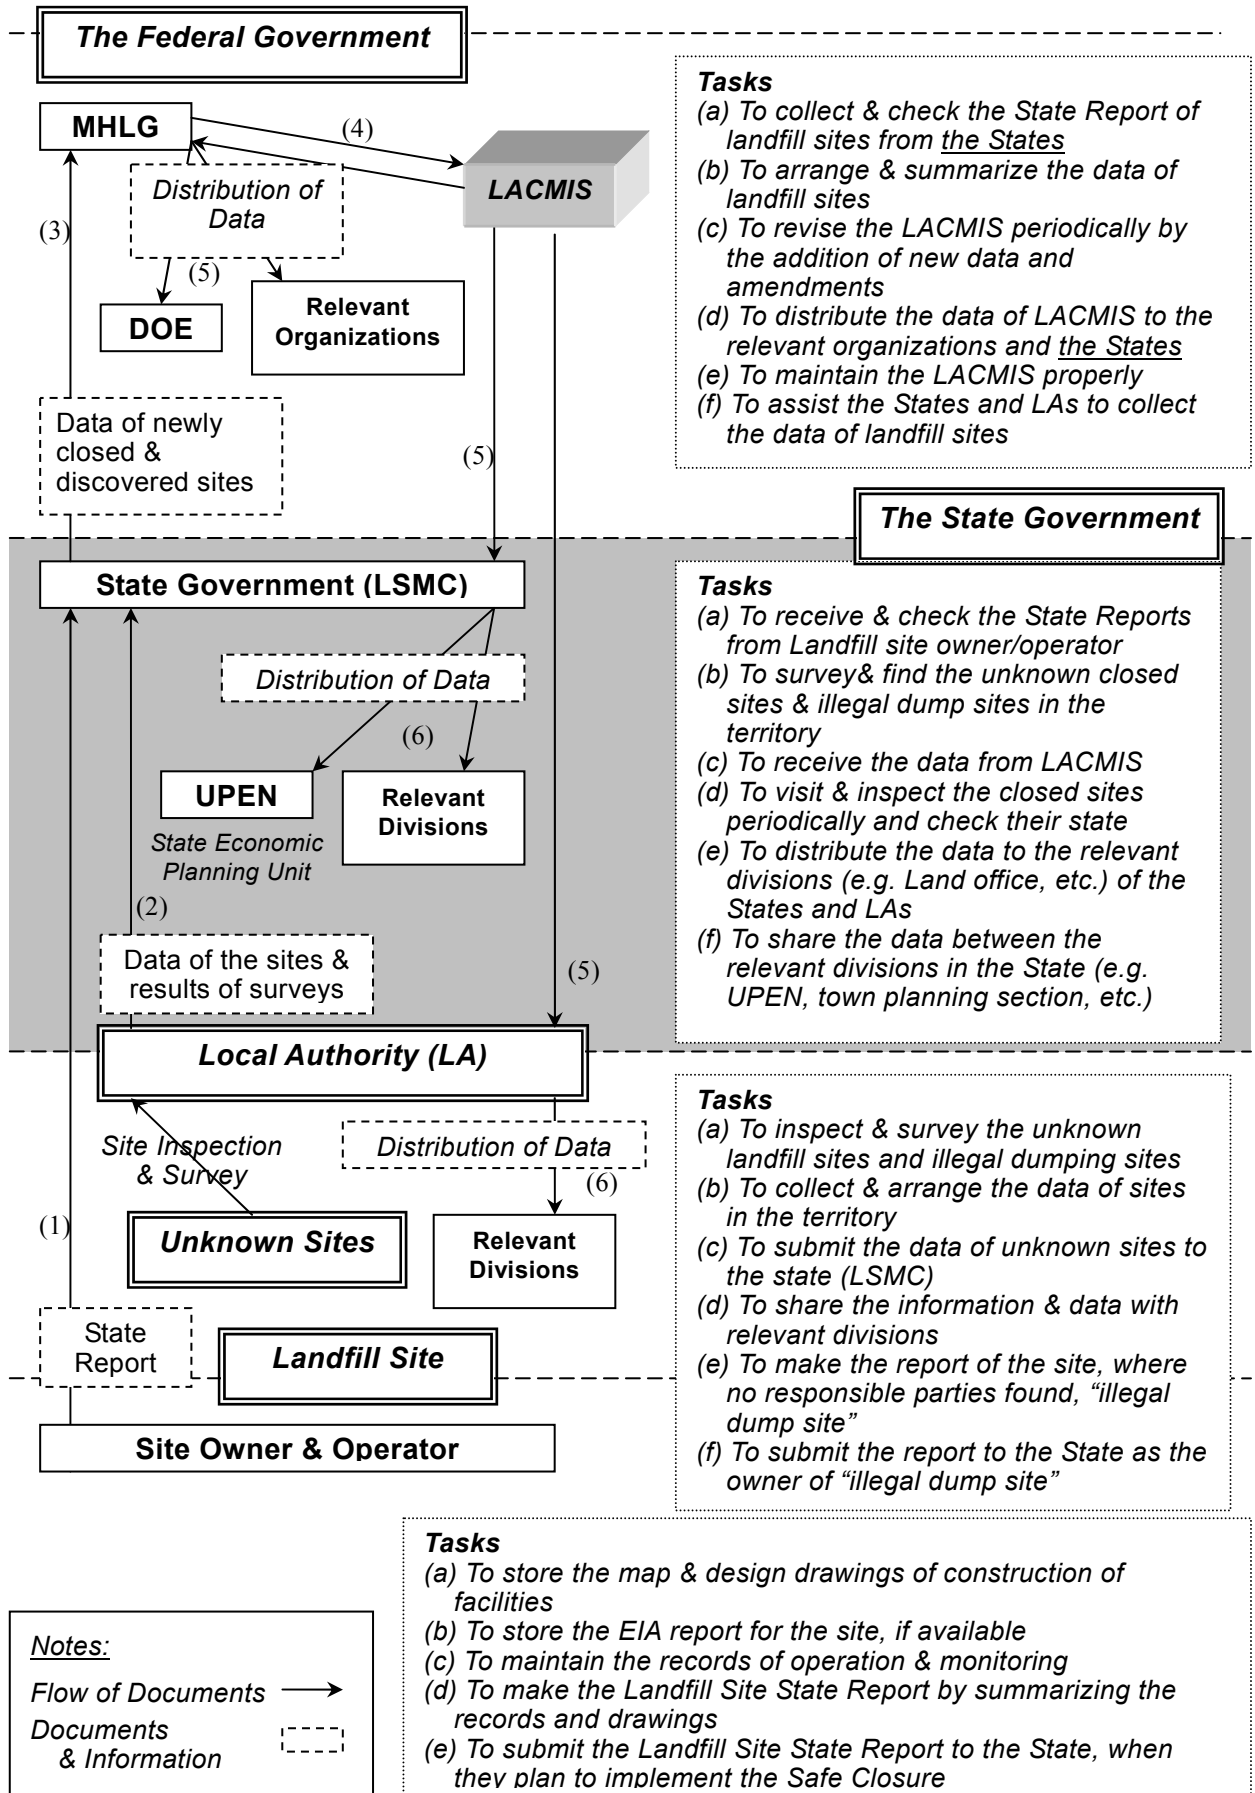 The Federal Government
MHLG
(4)
LACMIS
Distribution of
Data
(3)
(5)
DOE
Relevant
Organizations
Data of newly
closed &
discovered sites
(5)
Tasks
(a) To collect & check the State Report of
landfill sites from the States
(b) To arrange & summarize the data of
landfill sites
(c) To revise the LACMIS periodically by
the addition of new data and
amendments
(d) To distribute the data of LACMIS to the
relevant organizations and the States
(e) To maintain the LACMIS properly
(f) To assist the States and LAs to collect
the data of landfill sites
The State Government
State Government (LSMC)
Distribution of Data
(6)
UPEN
State Economic
Planning Unit
Relevant
Divisions
(2)
Data of the sites &
results of surveys
(5)
Tasks
(a) To receive & check the State Reports
from Landfill site owner/operator
(b) To survey& find the unknown closed
sites & illegal dump sites in the
territory
(c) To receive the data from LACMIS
(d) To visit & inspect the closed sites
periodically and check their state
(e) To distribute the data to the relevant
divisions (e.g. Land office, etc.) of the
States and LAs
(f) To share the data between the
relevant divisions in the State (e.g.
UPEN, town planning section, etc.)
Local Authority (LA)
Site Inspection
& Survey
Distribution of Data
(6)
(1)
Unknown Sites
Relevant
Divisions
State
Report
Landfill Site
Site Owner & Operator
Tasks
(a) To inspect & survey the unknown
landfill sites and illegal dumping sites
(b) To collect & arrange the data of sites
in the territory
(c) To submit the data of unknown sites to
the state (LSMC)
(d) To share the information & data with
relevant divisions
(e) To make the report of the site, where
no responsible parties found, “illegal
dump site”
(f) To submit the report to the State as the
owner of “illegal dump site”
Tasks
(a) To store the map & design drawings of construction of
facilities
(b) To store the EIA report for the site, if available
(c) To maintain the records of operation & monitoring
(d) To make the Landfill Site State Report by summarizing the
records and drawings
(e) To submit the Landfill Site State Report to the State, when
they plan to implement the Safe Closure
Notes:
Flow of Documents
Documents
& Information